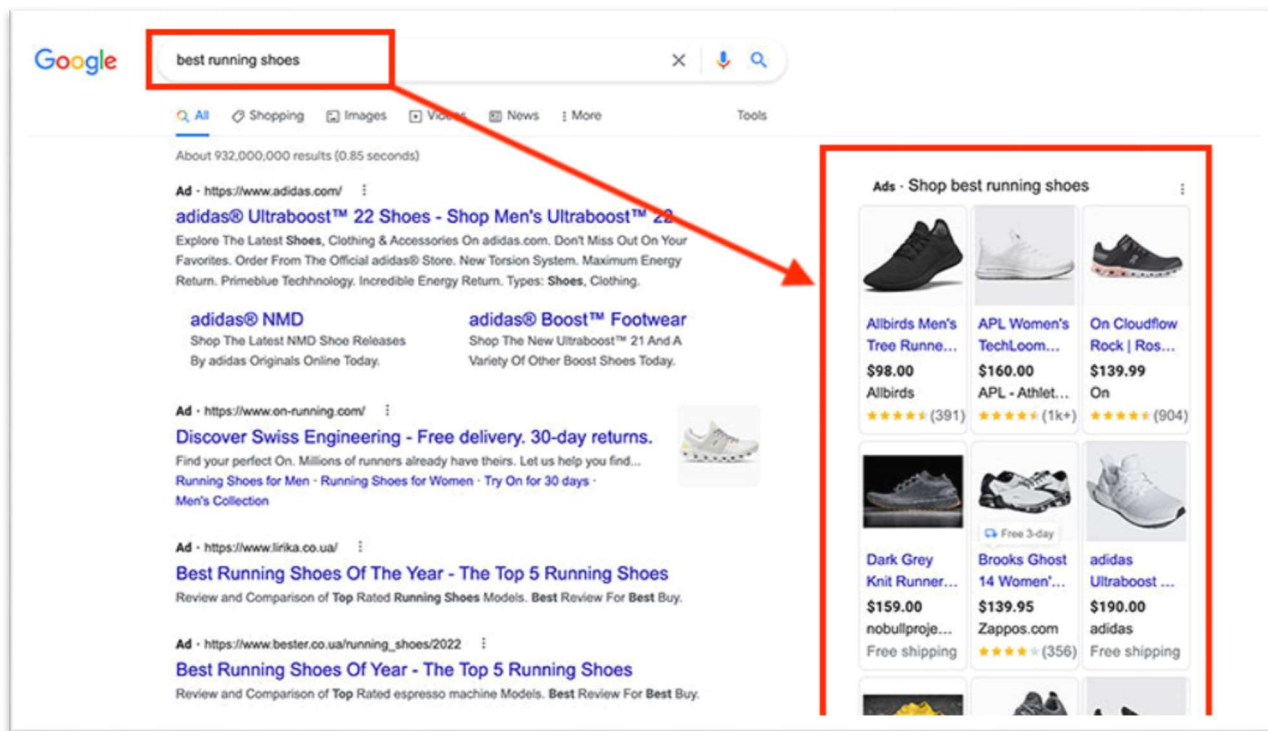 Google
best running shoes
All Shopping Images Videos News More Tools
About 932,000,000 results (0.85 seconds)
Ad · https://www.adidas.com/
adidas® Ultraboost™ 22 Shoes - Shop Men's Ultraboost™ 22
Explore The Latest Shoes, Clothing & Accessories On adidas.com. Don't Miss Out On Your
Favorites. Order From The Official adidas® Store. New Torsion System. Maximum Energy
Return. Primeblue Techhnology. Incredible Energy Return. Types: Shoes, Clothing.
adidas® NMD
Shop The Latest NMD Shoe Releases
By adidas Originals Online Today.
adidas® Boost™ Footwear
Shop The New Ultraboost™ 21 And A
Variety Of Other Boost Shoes Today.
Ad · https://www.on-running.com/
Discover Swiss Engineering - Free delivery. 30-day returns.
Find your perfect On. Millions of runners already have theirs. Let us help you find...
Running Shoes for Men · Running Shoes for Women · Try On for 30 days ·
Men's Collection
Ad · https://www.lirika.co.ua/
Best Running Shoes Of The Year - The Top 5 Running Shoes
Review and Comparison of Top Rated Running Shoes Models. Best Review For Best Buy.
Ad · https://www.bester.co.ua/running_shoes/2022
Best Running Shoes Of Year - The Top 5 Running Shoes
Review and Comparison of Top Rated espresso machine Models. Best Review For Best Buy.
Ads · Shop best running shoes
Allbirds Men's
Tree Runne...
$98.00
Allbirds
(391)
APL Women's
TechLoom...
$160.00
APL - Athlet...
(1k+)
On Cloudflow
Rock | Ros...
$139.99
On
(904)
Dark Grey
Knit Runner...
$159.00
nobullproje...
Free shipping
Free 3-day
Brooks Ghost
14 Women'...
$139.95
Zappos.com
(356)
adidas
Ultraboost ...
$190.00
adidas
Free shipping